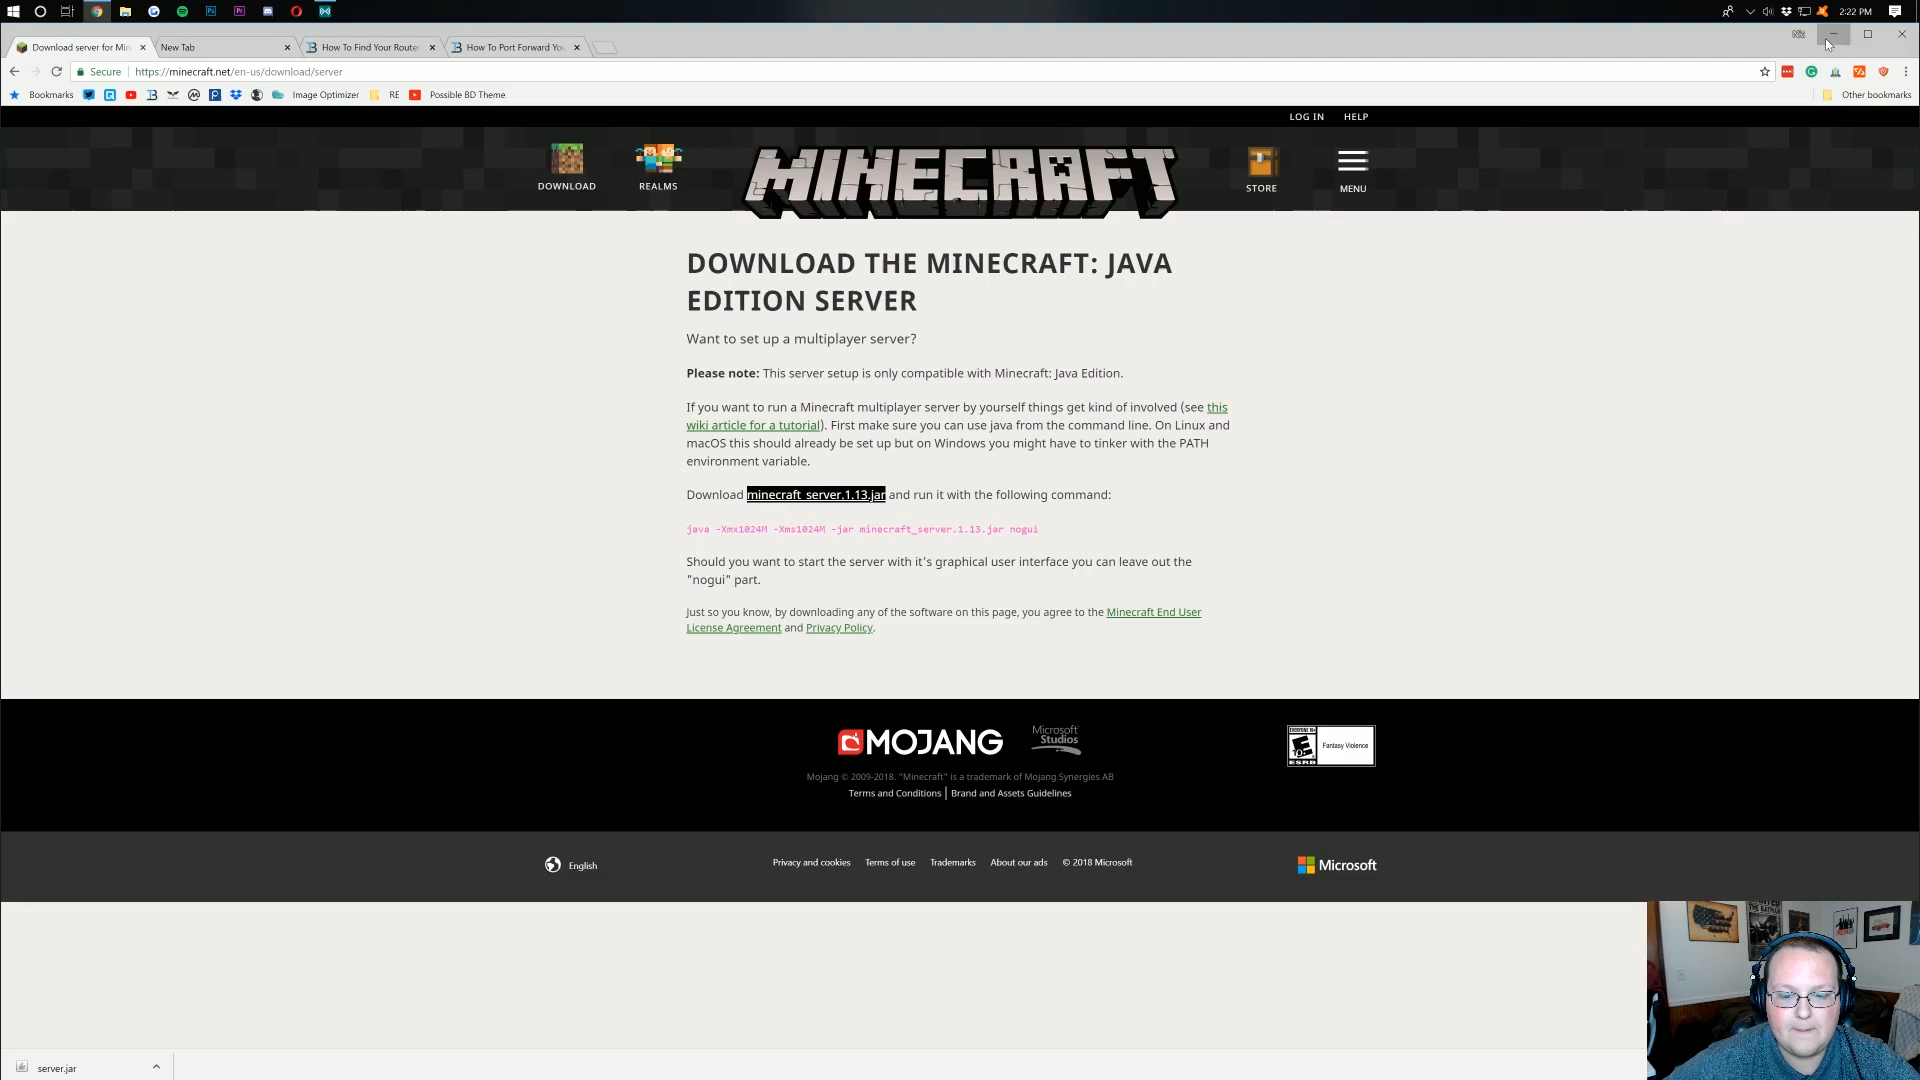 2:22 PM
Download server for Min
New Tab
How To Find Your Router
How To Port Forward You
Secure
https://minecraft.net/en-us/download/server
Bookmarks
Image Optimizer
RE
Possible BD Theme
Other bookmarks
LOG IN
HELP
DOWNLOAD
REALMS
MINECRAFT
STORE
MENU
DOWNLOAD THE MINECRAFT: JAVA
EDITION SERVER
Want to set up a multiplayer server?
Please note: This server setup is only compatible with Minecraft: Java Edition.
If you want to run a Minecraft multiplayer server by yourself things get kind of involved (see this
wiki article for a tutorial). First make sure you can use java from the command line. On Linux and
macOS this should already be set up but on Windows you might have to tinker with the PATH
environment variable.
Download minecraft_server.1.13.jar and run it with the following command:
java -Xmx1024M -Xms1024M -jar minecraft_server.1.13.jar nogui
Should you want to start the server with it's graphical user interface you can leave out the
"nogui" part.
Just so you know, by downloading any of the software on this page, you agree to the Minecraft End User
License Agreement and Privacy Policy.
MOJANG
Microsoft
Studios
EVERYONE 10+
E
ESRB
Fantasy Violence
Mojang © 2009-2018. "Minecraft" is a trademark of Mojang Synergies AB
Terms and Conditions | Brand and Assets Guidelines
English
Privacy and cookies
Terms of use
Trademarks
About our ads
© 2018 Microsoft
Microsoft
server.jar